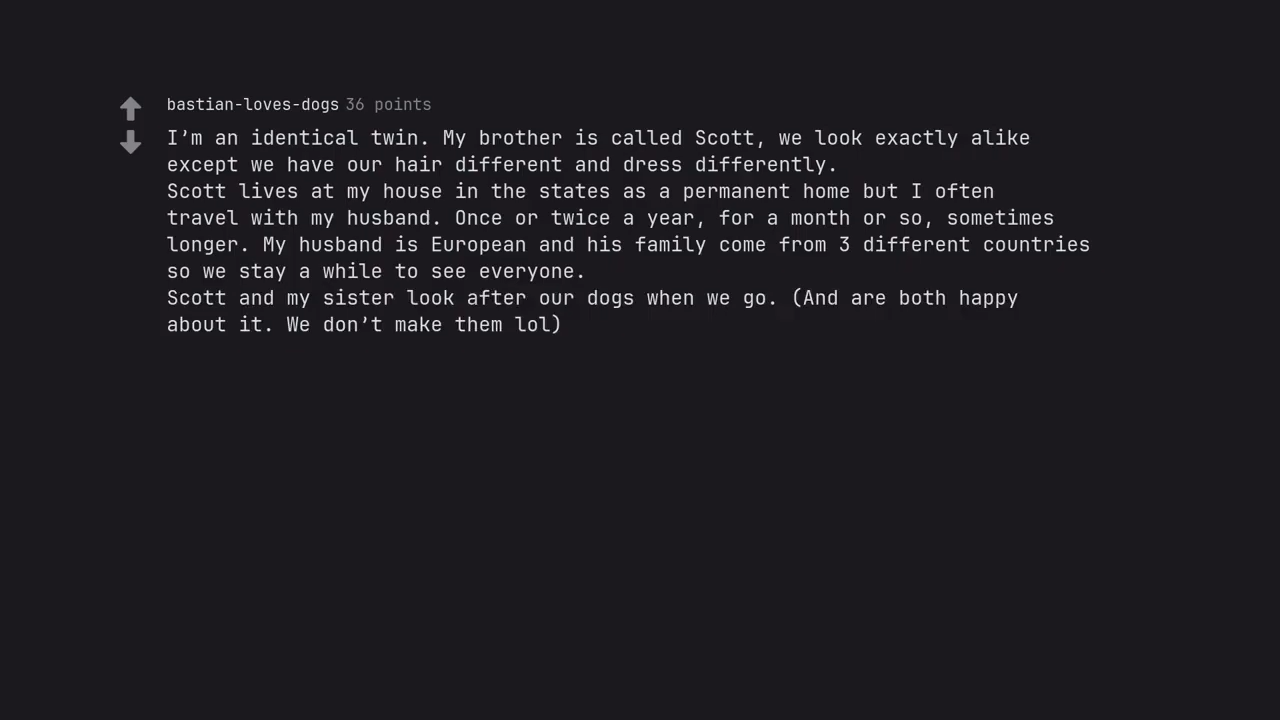 bastian-loves-dogs 36 points
I’m an identical twin. My brother is called Scott, we look exactly alike
except we have our hair different and dress differently.
Scott lives at my house in the states as a permanent home but I often
travel with my husband. Once or twice a year, for a month or so, sometimes
longer. My husband is European and his family come from 3 different countries
so we stay a while to see everyone.
Scott and my sister look after our dogs when we go. (And are both happy
about it. We don’t make them lol)